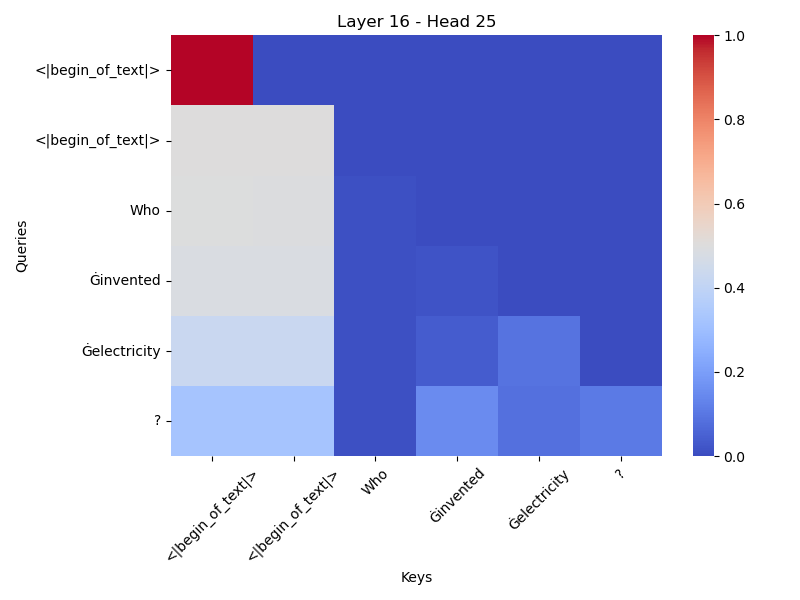 Layer 16 - Head 25
<|begin_of_text|>
<|begin_of_text|>
Who
Ġinvented
Ġelectricity
?
Queries
<|begin_of_text|>
<|begin_of_text|>
Who
Ġinvented
Ġelectricity
?
Keys
1.0
0.8
0.6
0.4
0.2
0.0